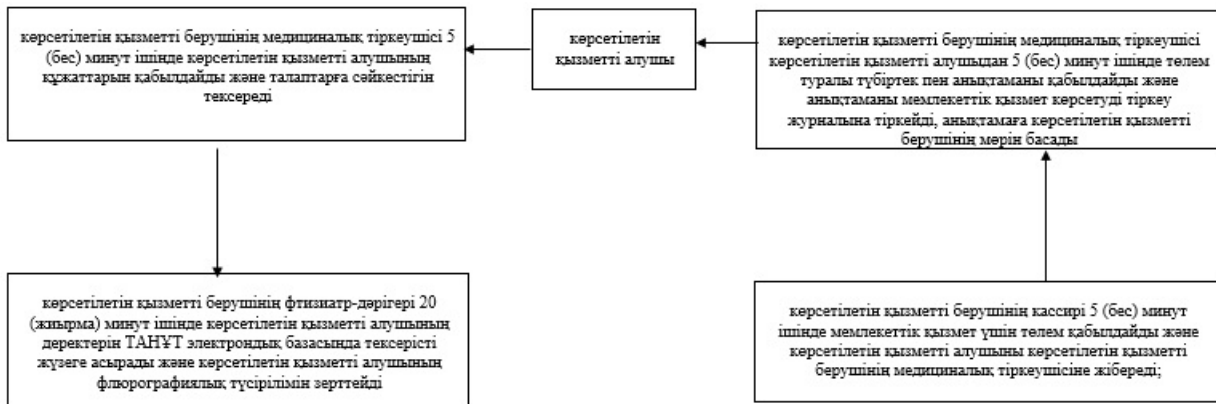 көрсетілетін қызметті берушінің медициналық тіркеушісі 5
(бес) минут ішінде көрсетілетін қызметті алушының
құжаттарын қабылдайды және талаптарға сәйкестігін
тексереді
көрсетілетін
қызметті алушы
көрсетілетін қызметті берушінің медициналық тіркеушісі
көрсетілетін қызметті алушыдан 5 (бес) минут ішінде төлем
туралы түбіртек пен анықтаманы қабылдайды және
анықтаманы мемлекеттік қызмет көрсетуді тіркеу
журналына тіркейді, анықтамаға көрсетілетін қызметті
берушінің мөрін басады
көрсетілетін қызметті берушінің фтизиатр-дәрігері 20
(жиырма) минут ішінде көрсетілетін қызметті алушының
деректерін ТАНҰТ электрондық базасында тексерісті
жүзеге асырады және көрсетілетін қызметті алушының
флюрографиялық түсірілімін зерттейді
көрсетілетін қызметті берушінің кассирі 5 (бес) минут
ішінде мемлекеттік қызмет үшін төлем қабылдайды және
көрсетілетін қызметті алушыны көрсетілетін қызметті
берушінің медициналық тіркеушісіне жібереді;